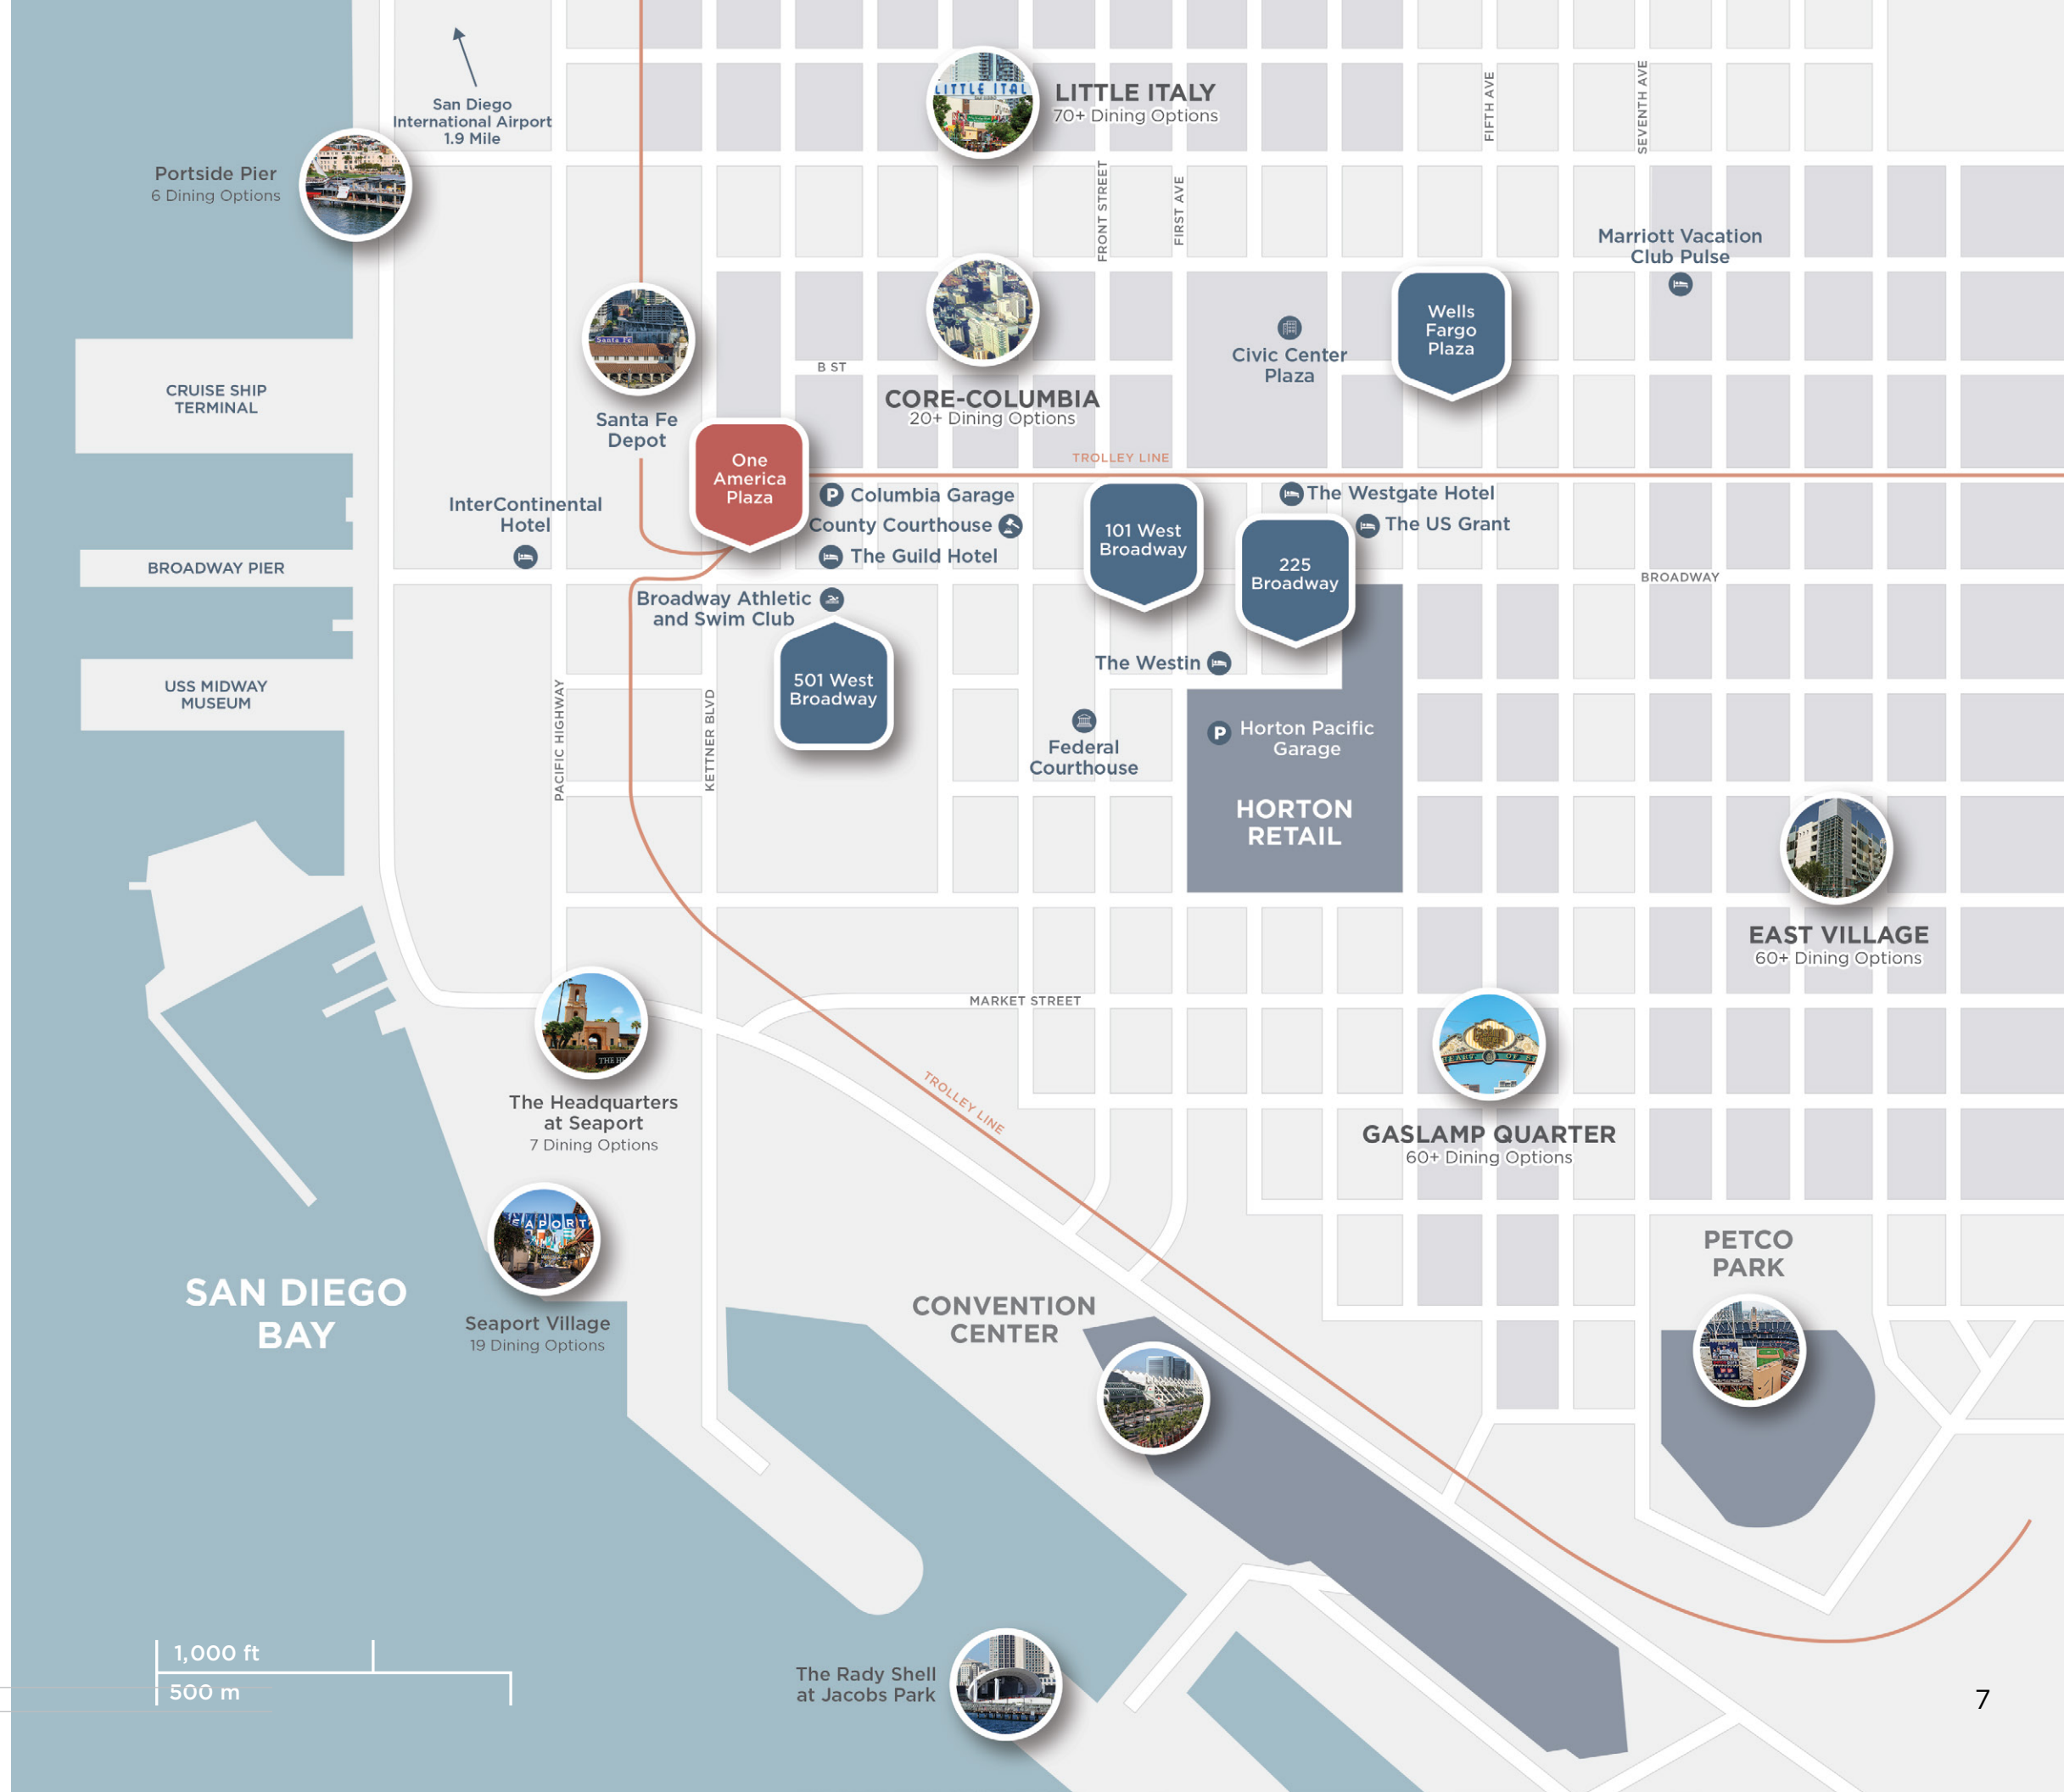 San Diego
International Airport
1.9 Mile
Portside Pier
6 Dining Options
LITTLE ITAL
LITTLE ITALY
70+ Dining Options
FRONT STREET
FIRST AVE
FIFTH AVE
SEVENTH AVE
Marriott Vacation
Club Pulse
Wells
Fargo
Plaza
Civic Center
Plaza
B ST
CORE-COLUMBIA
20+ Dining Options
Santa Fe
Santa Fe
Depot
CRUISE SHIP
TERMINAL
One
America
Plaza
TROLLEY LINE
InterContinental
Hotel
P Columbia Garage
County Courthouse
The Guild Hotel
101 West
Broadway
The Westgate Hotel
The US Grant
225
Broadway
BROADWAY PIER
BROADWAY
Broadway Athletic
and Swim Club
501 West
Broadway
The Westin
USS MIDWAY
MUSEUM
PACIFIC HIGHWAY
KETTNER BLVD
Federal
Courthouse
P Horton Pacific
Garage
HORTON
RETAIL
EAST VILLAGE
60+ Dining Options
MARKET STREET
THE HE
The Headquarters
at Seaport
7 Dining Options
TROLLEY LINE
GASLAMP QUARTER
60+ Dining Options
SEAPORT
Seaport Village
19 Dining Options
SAN DIEGO
BAY
CONVENTION
CENTER
PETCO
PARK
1,000 ft
500 m
The Rady Shell
at Jacobs Park
7